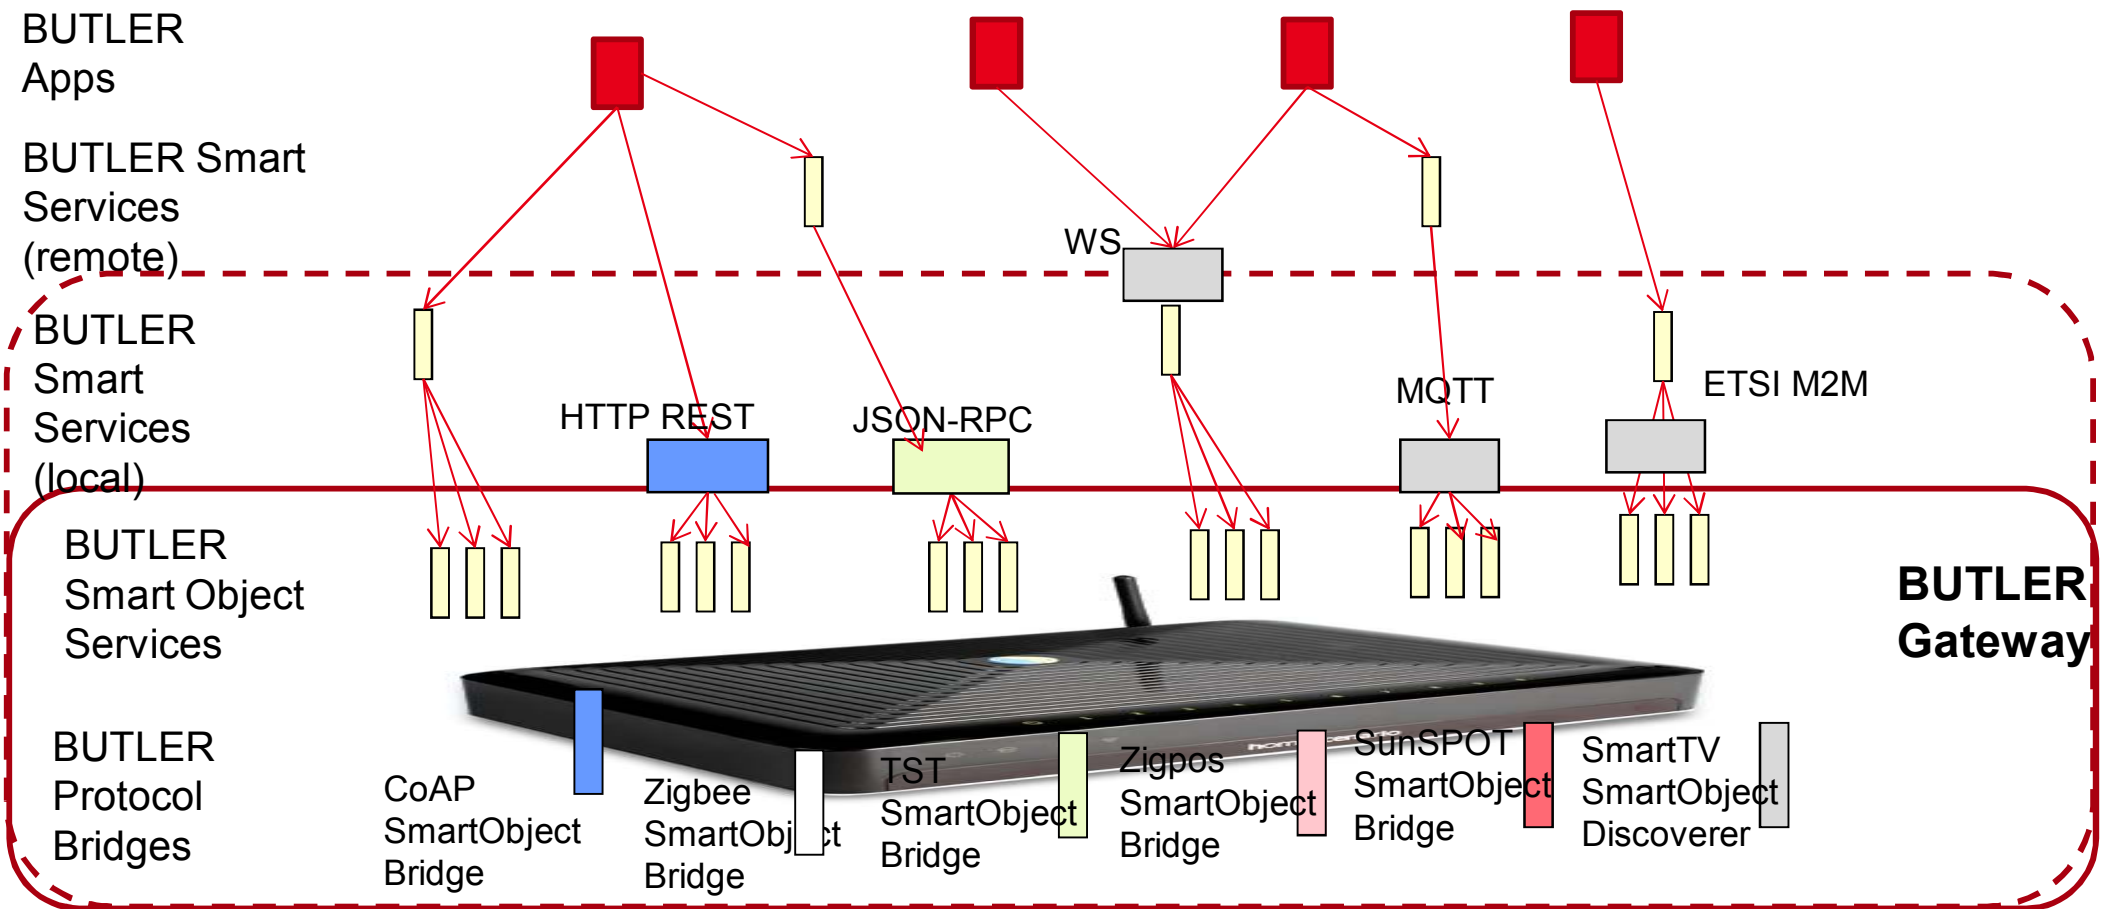 BUTLER
Apps
BUTLER Smart
Services
(remote)
WS
BUTLER
Smart
Services
(local)
HTTP REST
JSON-RPC
MQTT
ETSI M2M
BUTLER
Smart Object
Services
BUTLER
Gateway
BUTLER
Protocol
Bridges
CoAP
SmartObject
Bridge
Zigbee
SmartObject
Bridge
TST
SmartObject
Bridge
Zigpos
SmartObject
Bridge
SunSPOT
SmartObject
Bridge
SmartTV
SmartObject
Discoverer